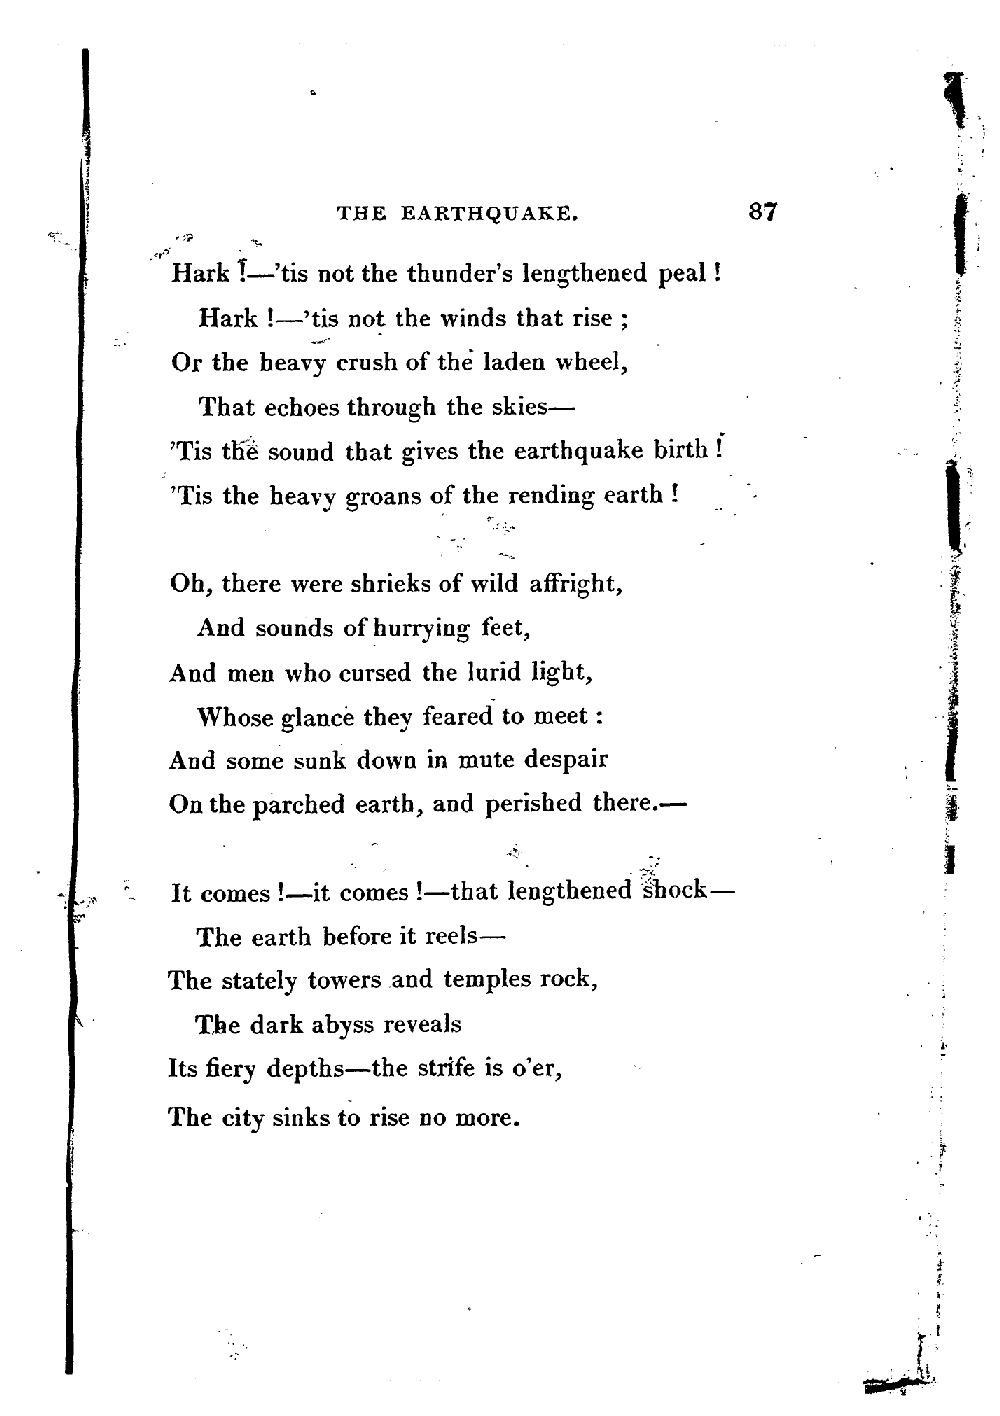 THE EARTHQUAKE. 87
Hark !—'tis not the thunder's lengthened peal !
Hark !—'tis not the winds that rise ;
Or the heavy crush of the laden wheel,
That echoes through the skies—
'Tis the sound that gives the earthquake birth !
'Tis the heavy groans of the rending earth !
Oh, there were shrieks of wild affright,
And sounds of hurrying feet,
And men who cursed the lurid light,
Whose glance they feared to meet :
And some sunk down in mute despair
On the parched earth, and perished there.—
It comes !—it comes !—that lengthened shock—
The earth before it reels—
The stately towers and temples rock,
The dark abyss reveals
Its fiery depths—the strife is o'er,
The city sinks to rise no more.